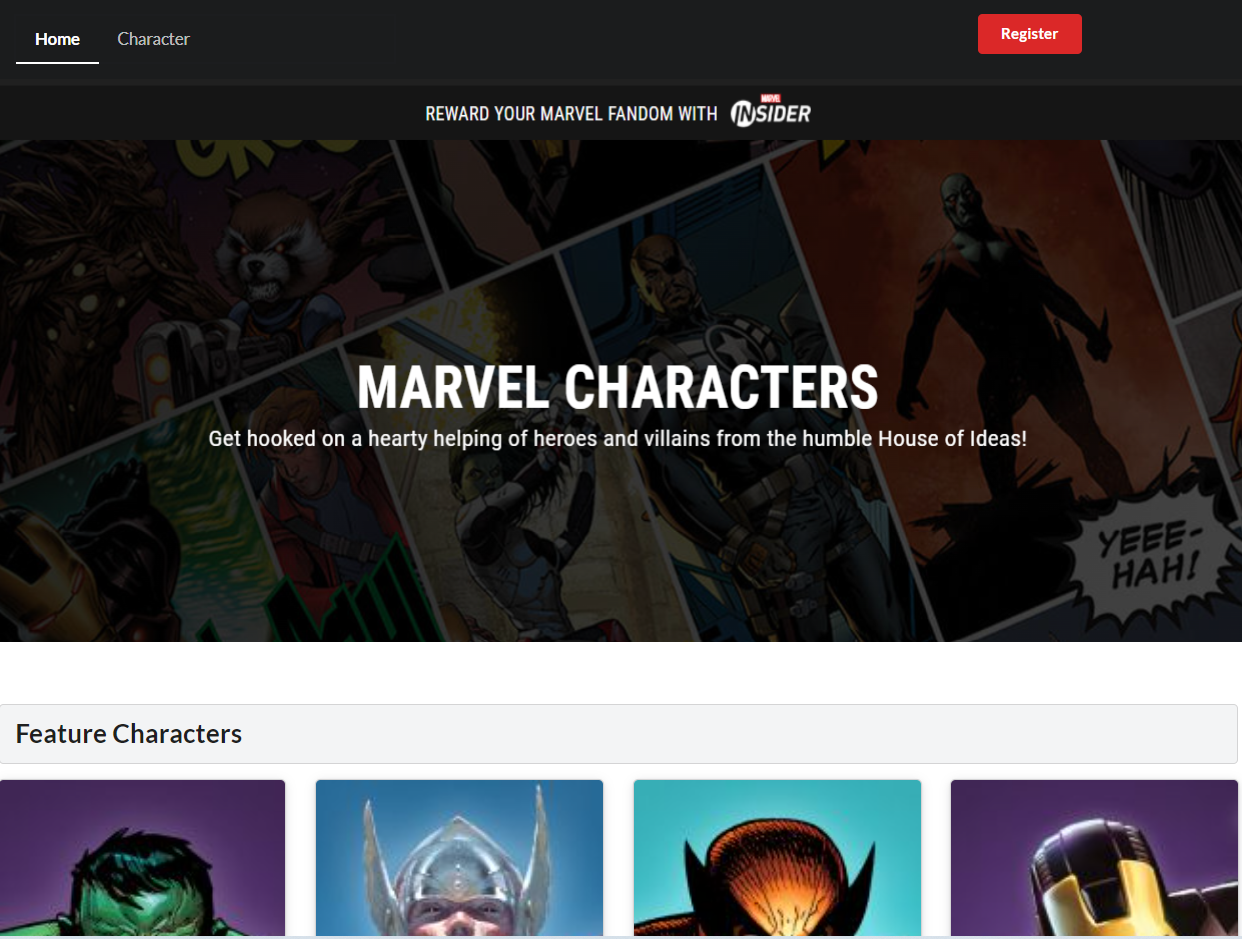 Home Character Register
REWARD YOUR MARVEL FANDOM WITH MARVEL INSIDER
MARVEL CHARACTERS
Get hooked on a hearty helping of heroes and villains from the humble House of Ideas!
YEEE-
HAH!
Feature Characters